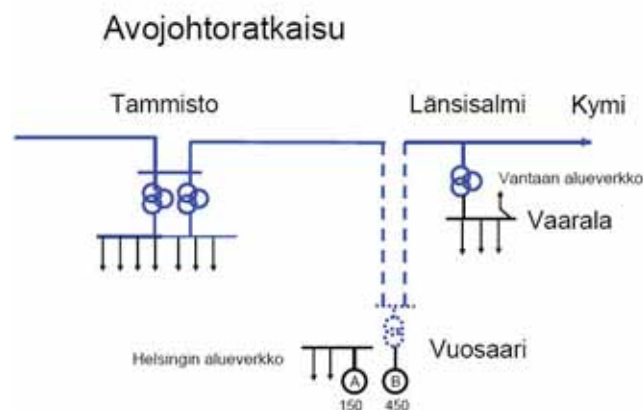 Avojohtoratkaisu
Tammisto
Länsisalmi
Kymi
Vantaan alueverkko
Vaarala
Helsingin alueverkko
Vuosaari
A
B
150
450